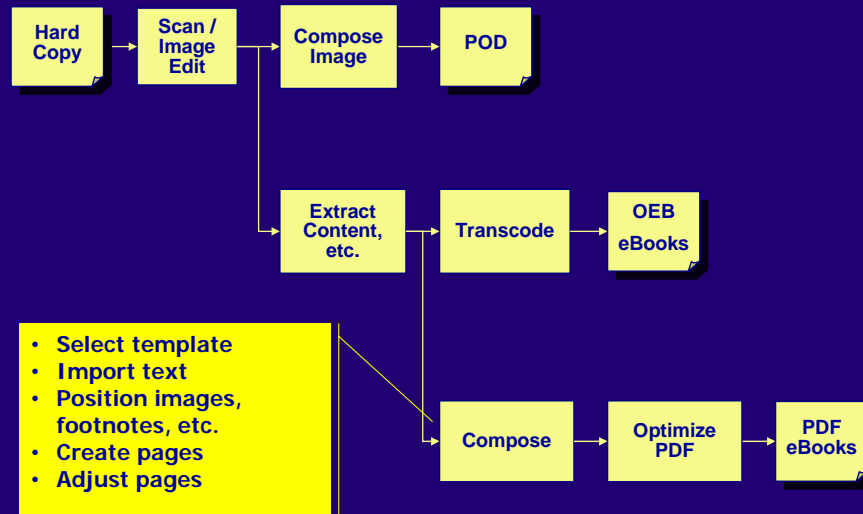 Hard
Copy
Scan /
Image
Edit
Compose
Image
POD
Extract
Content,
etc.
Transcode
OEB
eBooks
• Select template
• Import text
• Position images,
footnotes, etc.
• Create pages
• Adjust pages
Compose
Optimize
PDF
PDF
eBooks